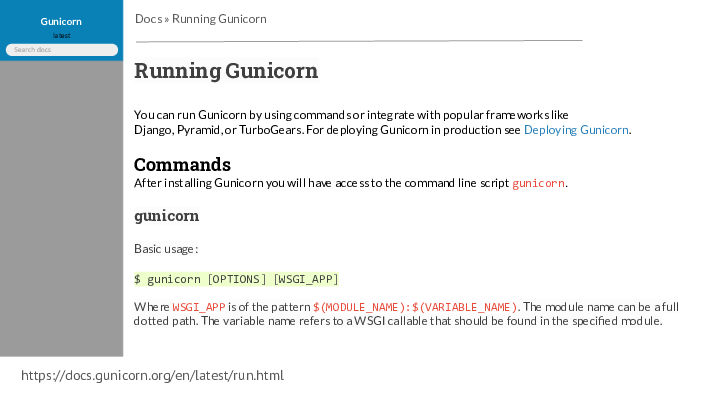 Gunicorn
latest
Search docs
Docs » Running Gunicorn
Running Gunicorn
You can run Gunicorn by using commands or integrate with popular frameworks like
Django, Pyramid, or TurboGears. For deploying Gunicorn in production see Deploying Gunicorn.
Commands
After installing Gunicorn you will have access to the command line script gunicorn.
gunicorn
Basic usage:
$ gunicorn [OPTIONS] [WSGI_APP]
Where WSGI_APP is of the pattern $(MODULE_NAME):$(VARIABLE_NAME). The module name can be a full
dotted path. The variable name refers to a WSGI callable that should be found in the specified module.
https://docs.gunicorn.org/en/latest/run.html